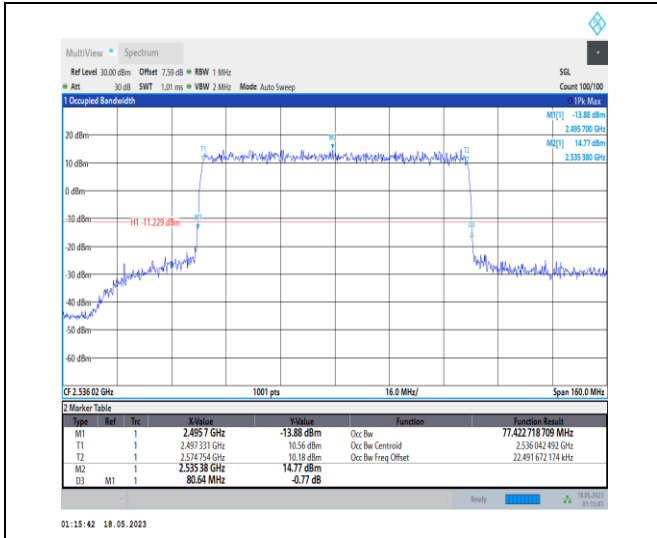 MultiView Spectrum
Ref Level 30.00 dBm Offset 7.59 dB RBW 1 MHz SGL
Att 30 dB SWT 1.01 ms VBW 2 MHz Mode Auto Sweep Count 100/100
1 Occupied Bandwidth 1Pk Max
M1[1] -13.88 dBm
2.495 700 GHz
M2[1] 14.77 dBm
2.535 380 GHz
20 dBm
M2
T1
T2
10 dBm
0 dBm
-10 dBm
H1 -11.229 dBm
M1
D3
-20 dBm
-30 dBm
-40 dBm
-50 dBm
-60 dBm
CF 2.536 02 GHz 1001 pts 16.0 MHz/ Span 160.0 MHz
2 Marker Table
Type Ref Trc X-Value Y-Value Function Function Result
M1 1 2.495 7 GHz -13.88 dBm Occ Bw 77.422 718 709 MHz
T1 1 2.497 331 GHz 10.56 dBm Occ Bw Centroid 2.536 042 492 GHz
T2 1 2.574 754 GHz 10.18 dBm Occ Bw Freq Offset 22.491 672 174 kHz
M2 1 2.535 38 GHz 14.77 dBm
D3 M1 1 80.64 MHz -0.77 dB
Ready 18.05.2023
01:15:41
01:15:42 18.05.2023